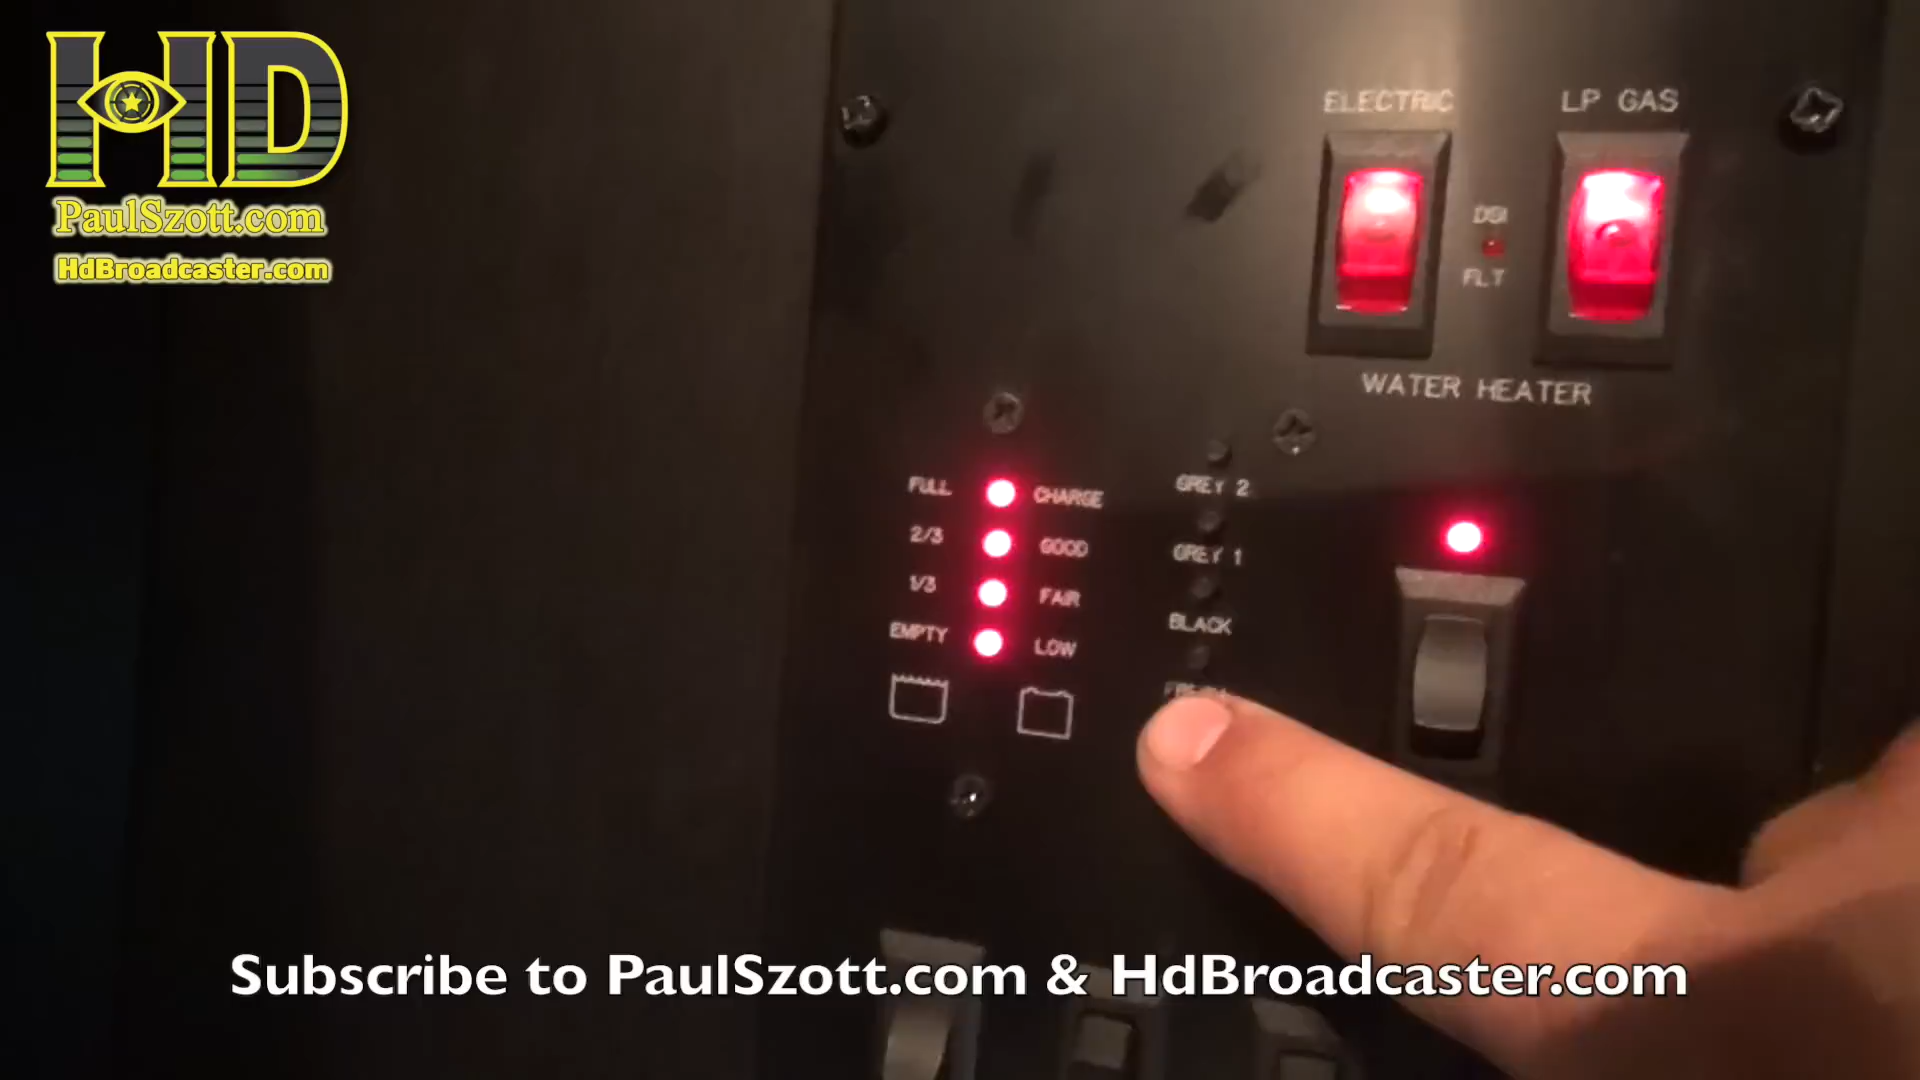 HD
PaulSzott.com
HdBroadcaster.com
ELECTRIC
LP GAS
DSI
FLT
WATER HEATER
FULL CHARGE
2/3 GOOD
1/3 FAIR
EMPTY LOW
GREY 2
GREY 1
BLACK
Subscribe to PaulSzott.com & HdBroadcaster.com